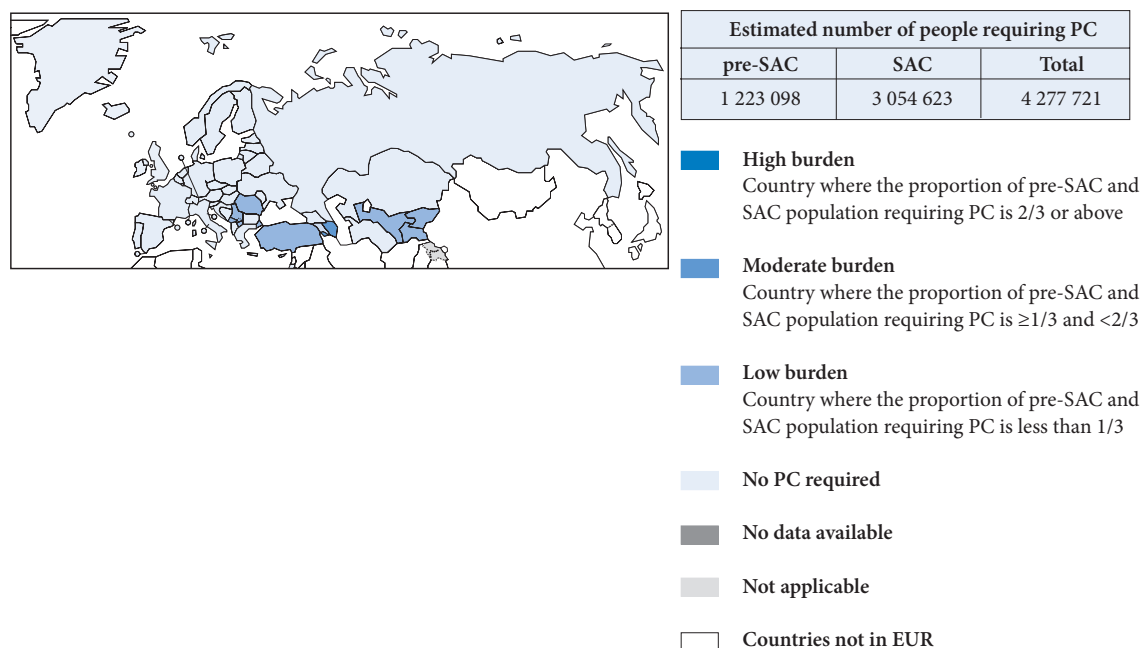 Estimated number of people requiring PC
pre-SAC SAC Total
1 223 098 3 054 623 4 277 721
High burden
Country where the proportion of pre-SAC and
SAC population requiring PC is 2/3 or above
Moderate burden
Country where the proportion of pre-SAC and
SAC population requiring PC is ≥1/3 and <2/3
Low burden
Country where the proportion of pre-SAC and
SAC population requiring PC is less than 1/3
No PC required
No data available
Not applicable
Countries not in EUR